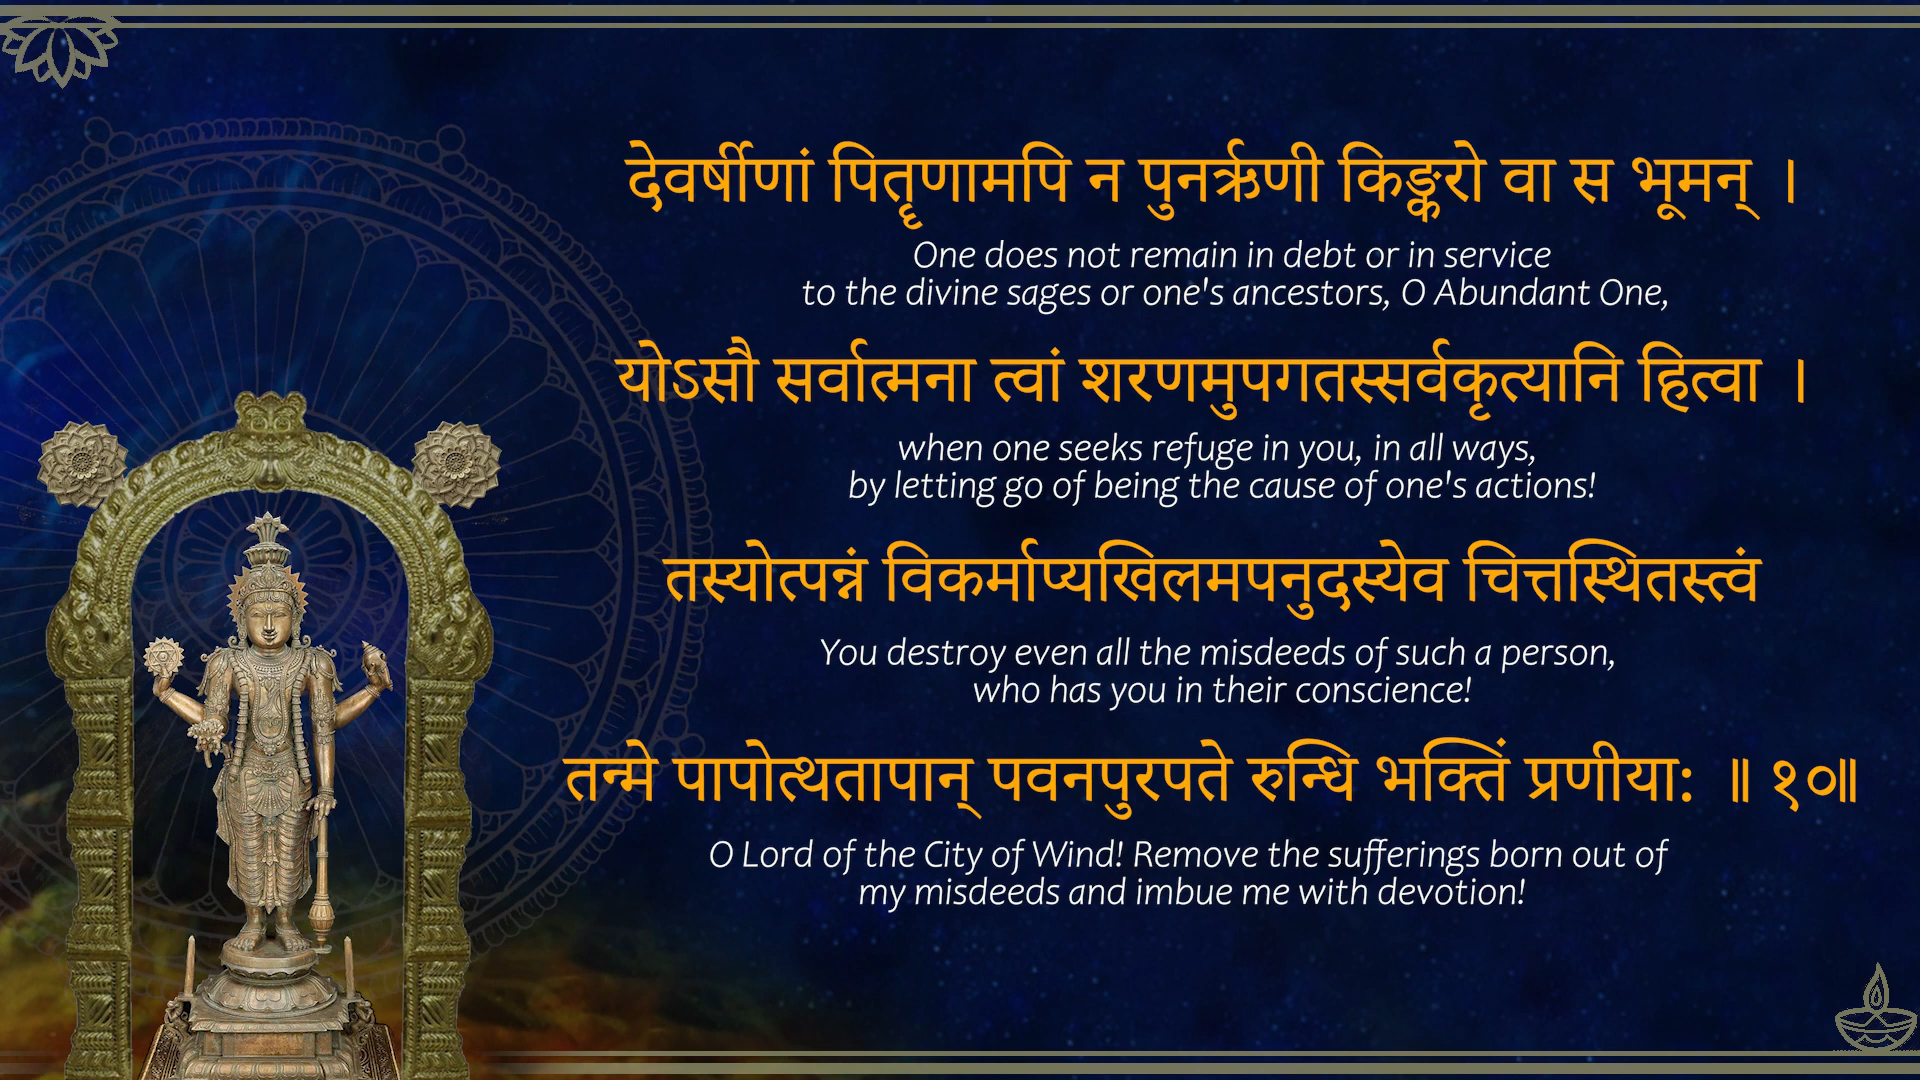 देवर्षीणां पितॄणामपि न पुनर्ऋणी किङ्करो वा स भूमन् ।
One does not remain in debt or in service
to the divine sages or one's ancestors, O Abundant One,
योऽसौ सर्वात्मना त्वां शरणमुपगतस्सर्वकृत्यानि हित्वा ।
when one seeks refuge in you, in all ways,
by letting go of being the cause of one's actions!
तस्योत्पन्नं विकर्माप्यखिलमपनुदस्येव चित्तस्थितस्त्वं
You destroy even all the misdeeds of such a person,
who has you in their conscience!
तन्मे पापोत्थतापान् पवनपुरपते रुन्धि भक्तिं प्रणीयाः ॥ १०॥
O Lord of the City of Wind! Remove the sufferings born out of
my misdeeds and imbue me with devotion!